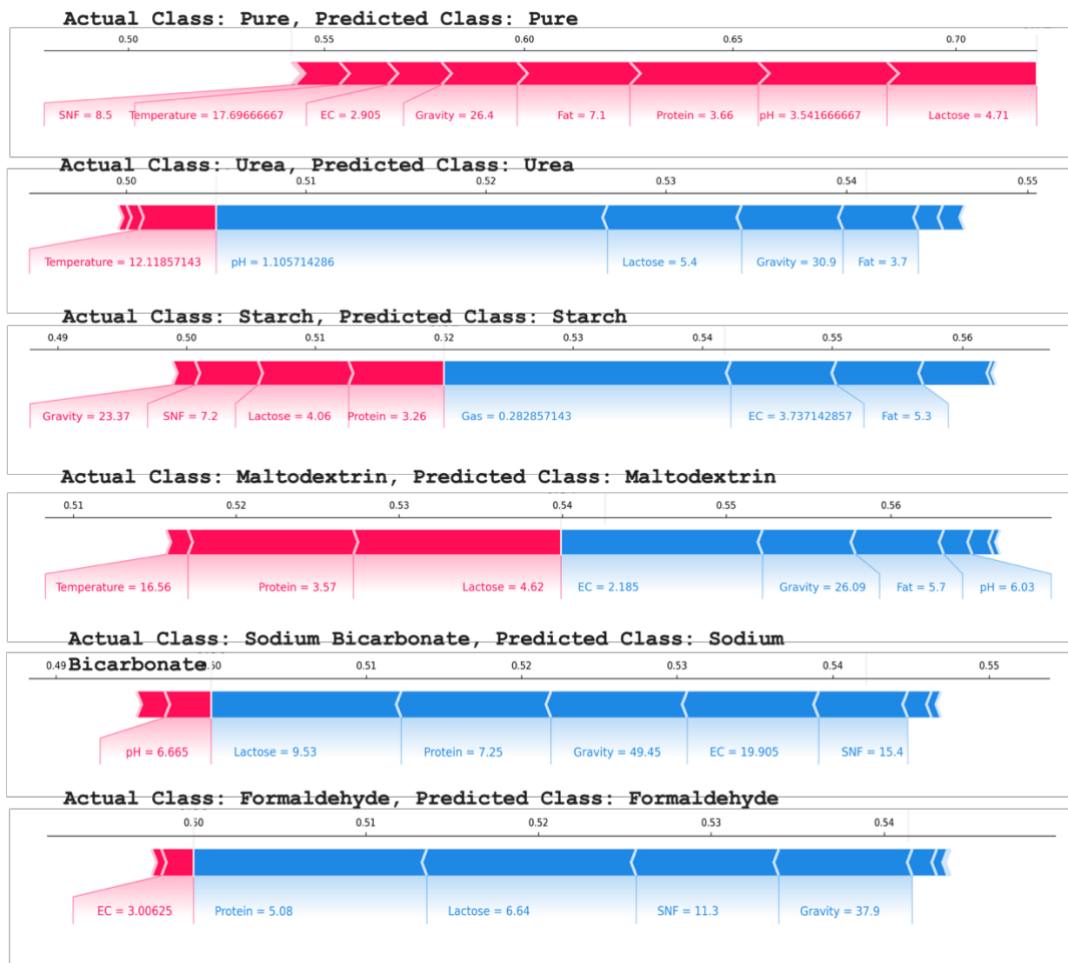 Actual Class: Pure, Predicted Class: Pure
0.50 0.55 0.60 0.65 0.70
SNF = 8.5 Temperature = 17.69666667 EC = 2.905 Gravity = 26.4 Fat = 7.1 Protein = 3.66 pH = 3.541666667 Lactose = 4.71
Actual Class: Urea, Predicted Class: Urea
0.50 0.51 0.52 0.53 0.54 0.55
Temperature = 12.11857143 pH = 1.105714286 Lactose = 5.4 Gravity = 30.9 Fat = 3.7
Actual Class: Starch, Predicted Class: Starch
0.49 0.50 0.51 0.52 0.53 0.54 0.55 0.56
Gravity = 23.37 SNF = 7.2 Lactose = 4.06 Protein = 3.26 Gas = 0.282857143 EC = 3.737142857 Fat = 5.3
Actual Class: Maltodextrin, Predicted Class: Maltodextrin
0.51 0.52 0.53 0.54 0.55 0.56
Temperature = 16.56 Protein = 3.57 Lactose = 4.62 EC = 2.185 Gravity = 26.09 Fat = 5.7 pH = 6.03
Actual Class: Sodium Bicarbonate, Predicted Class: Sodium
Bicarbonate
0.49 0.51 0.52 0.53 0.54 0.55
pH = 6.665 Lactose = 9.53 Protein = 7.25 Gravity = 49.45 EC = 19.905 SNF = 15.4
Actual Class: Formaldehyde, Predicted Class: Formaldehyde
0.50 0.51 0.52 0.53 0.54
EC = 3.00625 Protein = 5.08 Lactose = 6.64 SNF = 11.3 Gravity = 37.9